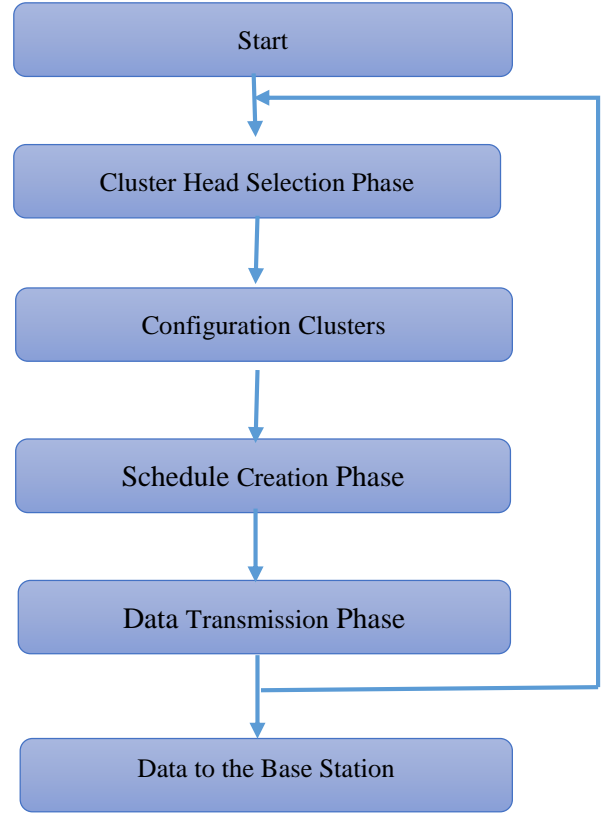 Start
Cluster Head Selection Phase
Configuration Clusters
Schedule Creation Phase
Data Transmission Phase
Data to the Base Station